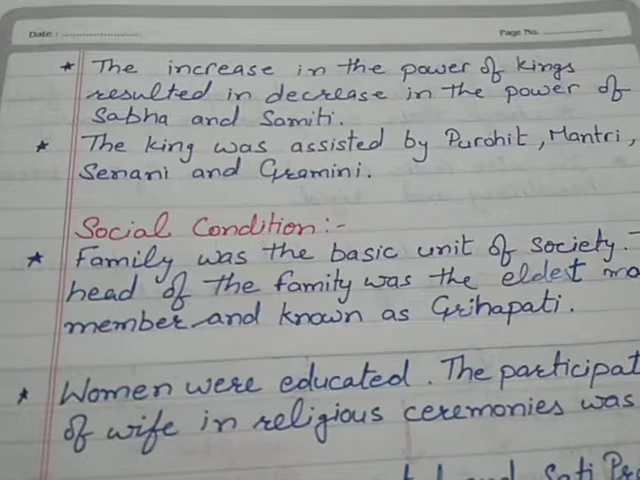 Date :
Page No.
* The increase in the power of kings
resulted in decrease in the power of
Sabha and Samiti.
* The king was assisted by Purohit, Mantri,
Senani and Gramini.
Social Condition :-
* Family was the basic unit of society.
head of the family was the eldest
member and known as Grihapati.
* Women were educated. The
of wife in religious ceremonies was
and Sati